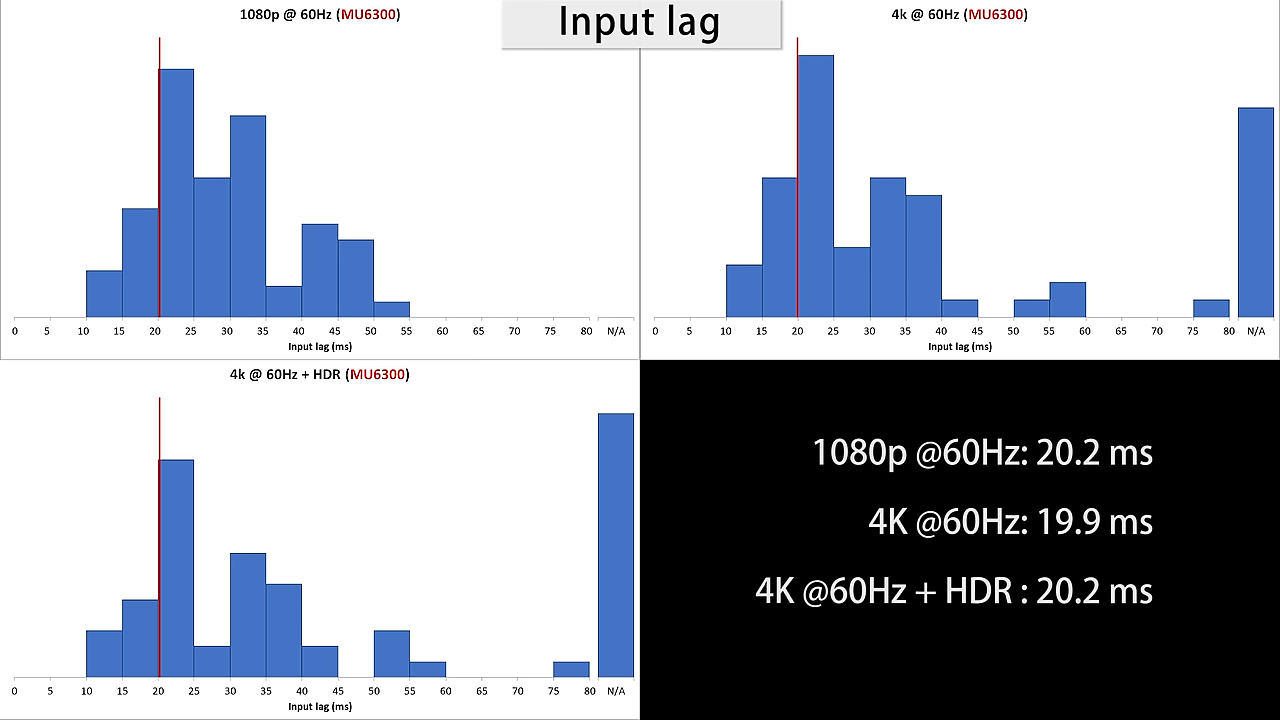 Input lag
1080p @ 60Hz (MU6300)
0 5 10 15 20 25 30 35 40 45 50 55 60 65 70 75 80 N/A
Input lag (ms)
4k @ 60Hz (MU6300)
0 5 10 15 20 25 30 35 40 45 50 55 60 65 70 75 80 N/A
Input lag (ms)
4k @ 60Hz + HDR (MU6300)
0 5 10 15 20 25 30 35 40 45 50 55 60 65 70 75 80 N/A
Input lag (ms)
1080p @60Hz: 20.2 ms
4K @60Hz: 19.9 ms
4K @60Hz + HDR : 20.2 ms